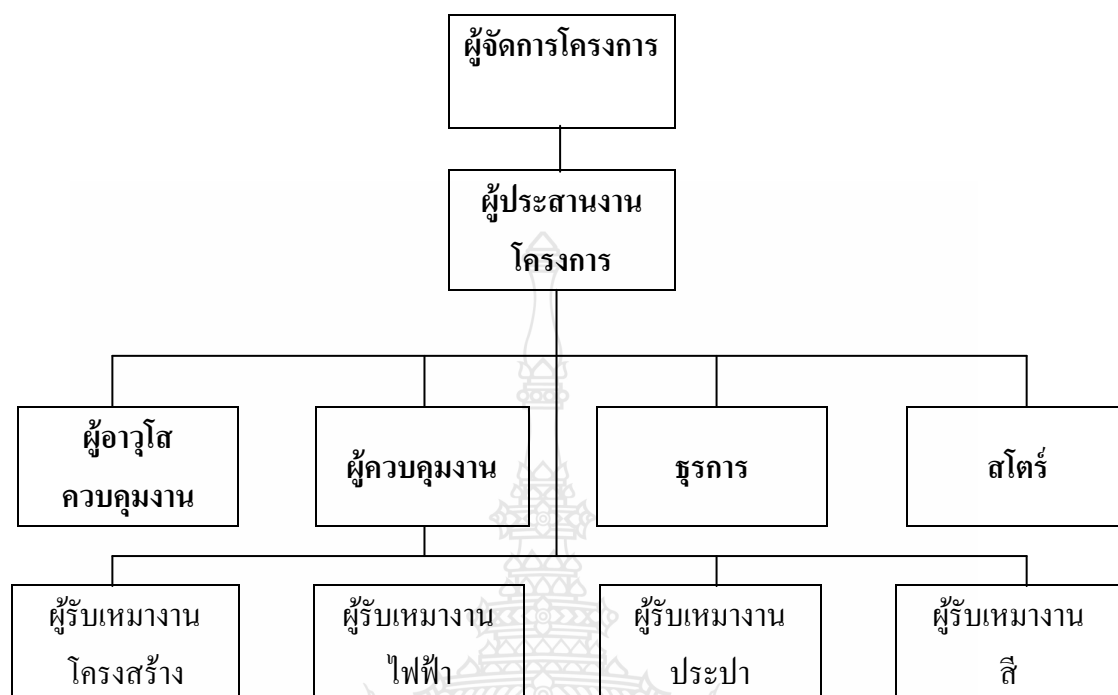 ผู้จัดการโครงการ
ผู้ประสานงาน
โครงการ
ผู้อาวุโส
ควบคุมงาน
ผู้ควบคุมงาน
ธุรการ
สโตร์
ผู้รับเหมางาน
โครงสร้าง
ผู้รับเหมางาน
ไฟฟ้า
ผู้รับเหมางาน
ประปา
ผู้รับเหมางาน
สี